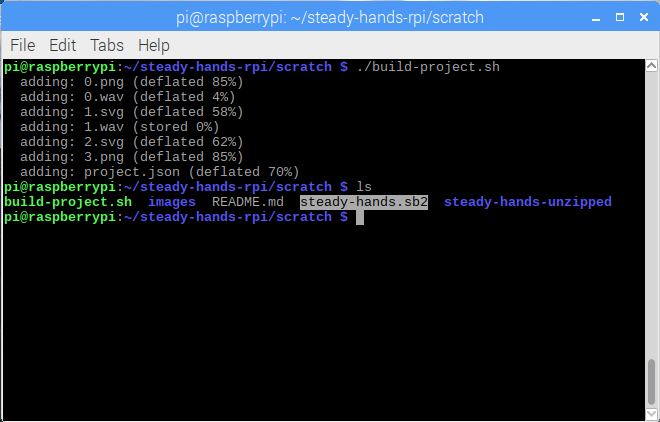 pi@raspberrypi: ~/steady-hands-rpi/scratch
File Edit Tabs Help
pi@raspberrypi:~/steady-hands-rpi/scratch $ ./build-project.sh
  adding: 0.png (deflated 85%)
  adding: 0.wav (deflated 4%)
  adding: 1.svg (deflated 58%)
  adding: 1.wav (stored 0%)
  adding: 2.svg (deflated 62%)
  adding: 3.png (deflated 85%)
  adding: project.json (deflated 70%)
pi@raspberrypi:~/steady-hands-rpi/scratch $ ls
build-project.sh  images  README.md  steady-hands.sb2  steady-hands-unzipped
pi@raspberrypi:~/steady-hands-rpi/scratch $